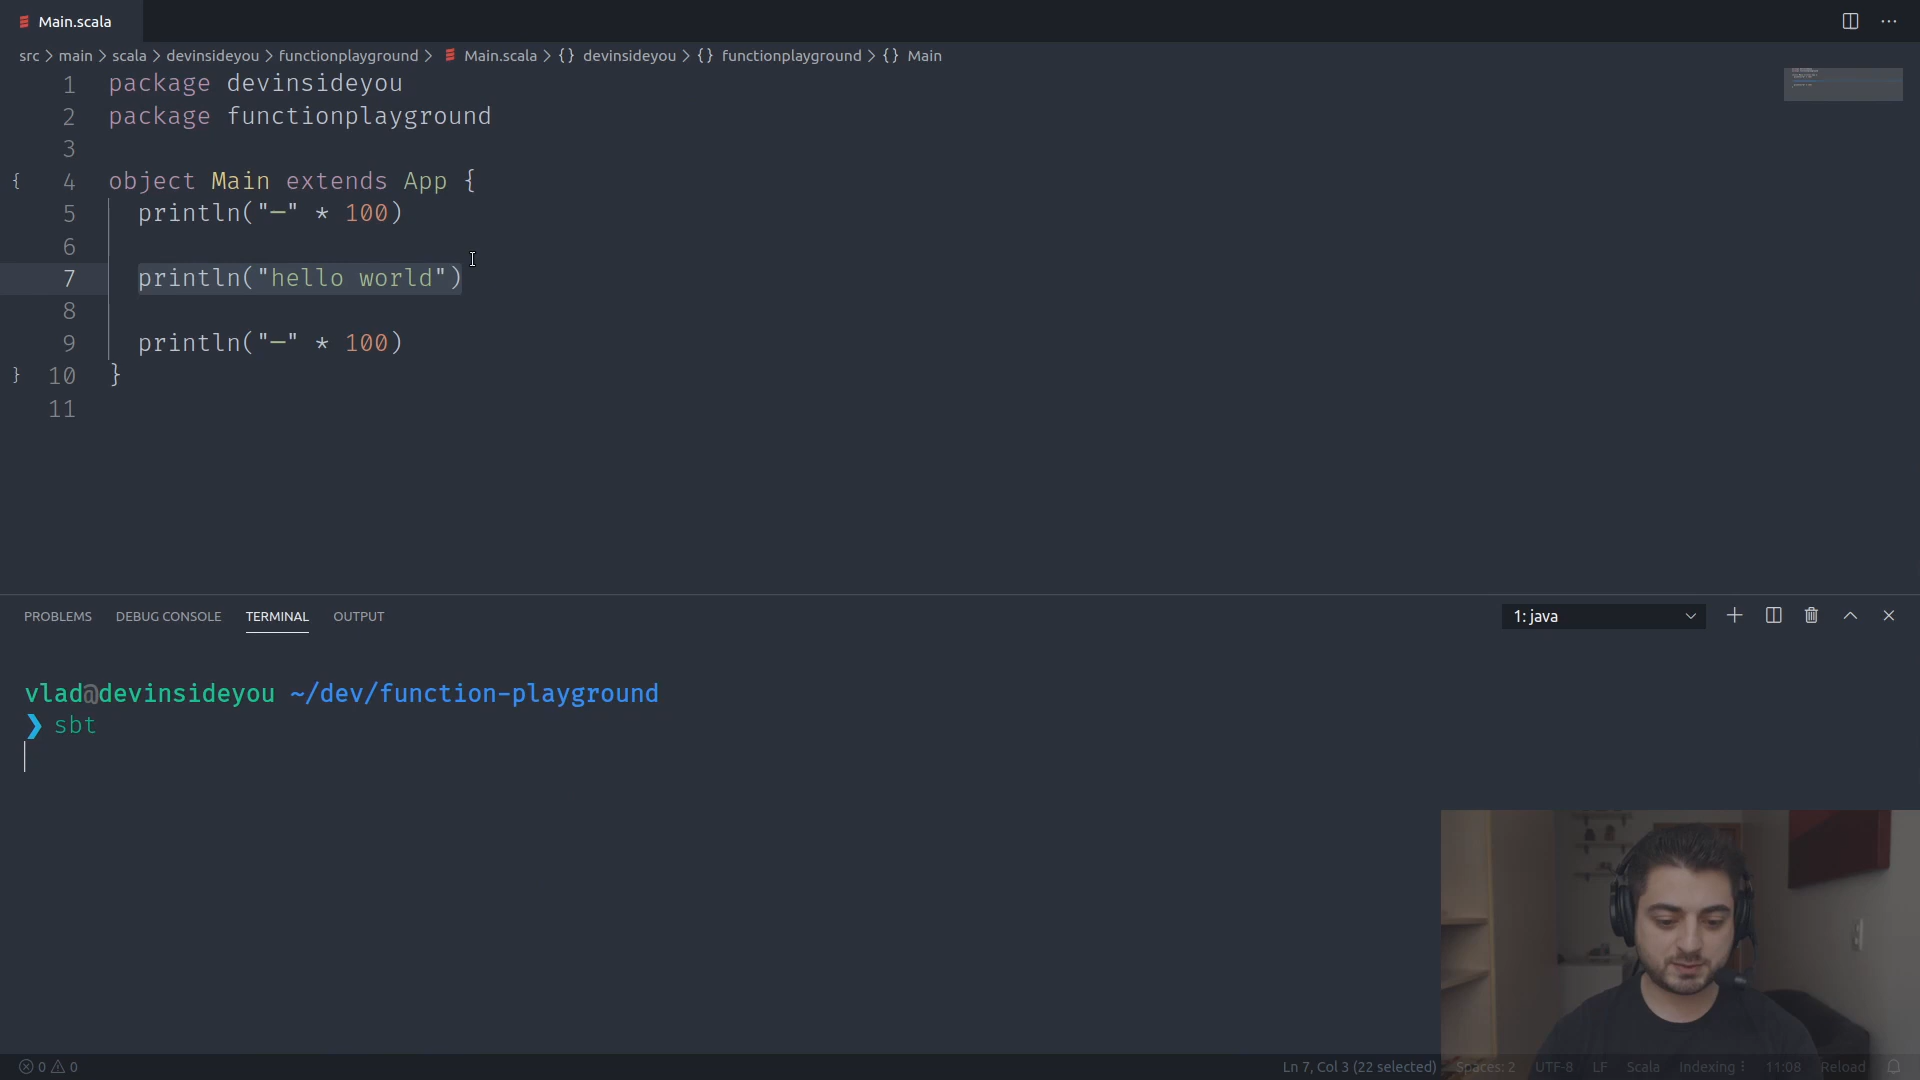 Main.scala
src > main > scala > devinsideyou > functionplayground > Main.scala > {} devinsideyou > {} functionplayground > {} Main
1 package devinsideyou
2 package functionplayground
3
{ 4 object Main extends App {
5 println("—" * 100)
6
7 println("hello world")
8
9 println("—" * 100)
} 10 }
11
PROBLEMS DEBUG CONSOLE TERMINAL OUTPUT 1: java
vlad@devinsideyou ~/dev/function-playground
❯ sbt
0 0 Ln 7, Col 3 (22 selected) Spaces: 2 UTF-8 LF Scala Indexing 11:08 Reload